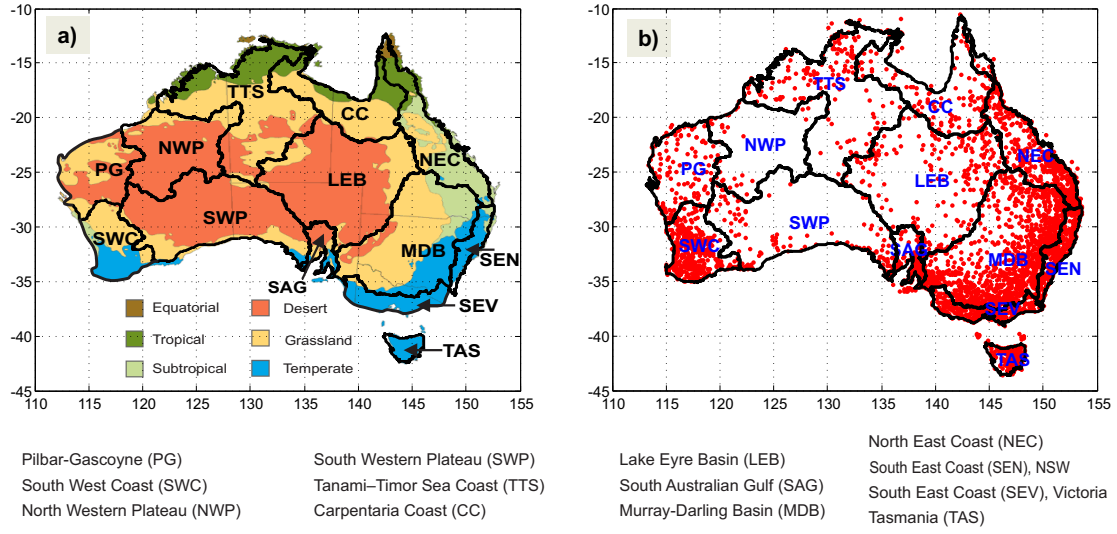 a)
-10
-15
-20
-25
-30
-35
-40
-45
110
115
120
125
130
135
140
145
150
155
TTS
CC
NWP
NEC
PG
LEB
SWP
SWC
MDB
SEN
SAG
SEV
TAS
Equatorial
Desert
Tropical
Grassland
Subtropical
Temperate
b)
-10
-15
-20
-25
-30
-35
-40
-45
110
115
120
125
130
135
140
145
150
155
TTS
CC
NWP
NEC
PG
LEB
SWP
SWC
SAG
MDB
SEN
SEV
TAS
Pilbar-Gascoyne (PG)
South West Coast (SWC)
North Western Plateau (NWP)
South Western Plateau (SWP)
Tanami–Timor Sea Coast (TTS)
Carpentaria Coast (CC)
Lake Eyre Basin (LEB)
South Australian Gulf (SAG)
Murray-Darling Basin (MDB)
North East Coast (NEC)
South East Coast (SEN), NSW
South East Coast (SEV), Victoria
Tasmania (TAS)